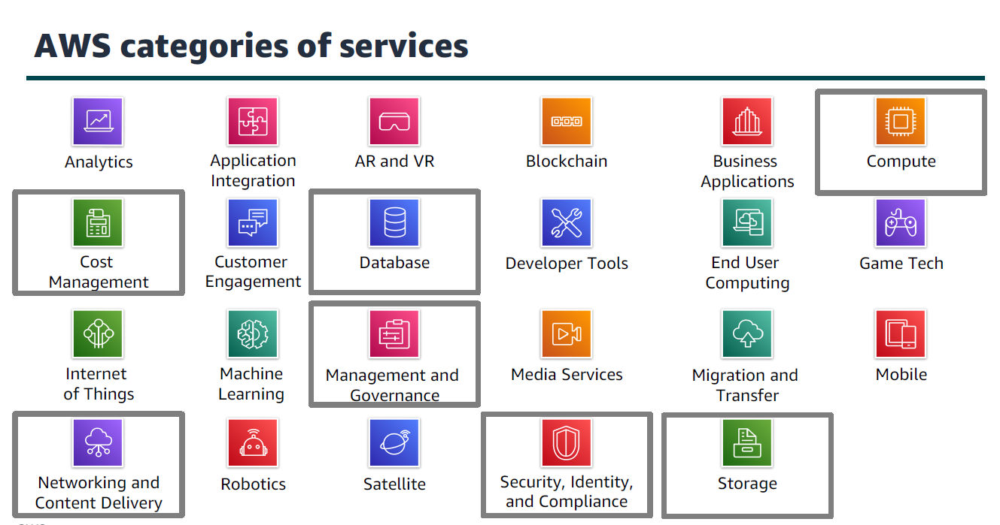 AWS categories of services
Analytics
Application
Integration
AR and VR
Blockchain
Business
Applications
Compute
Cost
Management
Customer
Engagement
Database
Developer Tools
End User
Computing
Game Tech
Internet
of Things
Machine
Learning
Management and
Governance
Media Services
Migration and
Transfer
Mobile
Networking and
Content Delivery
Robotics
Satellite
Security, Identity,
and Compliance
Storage